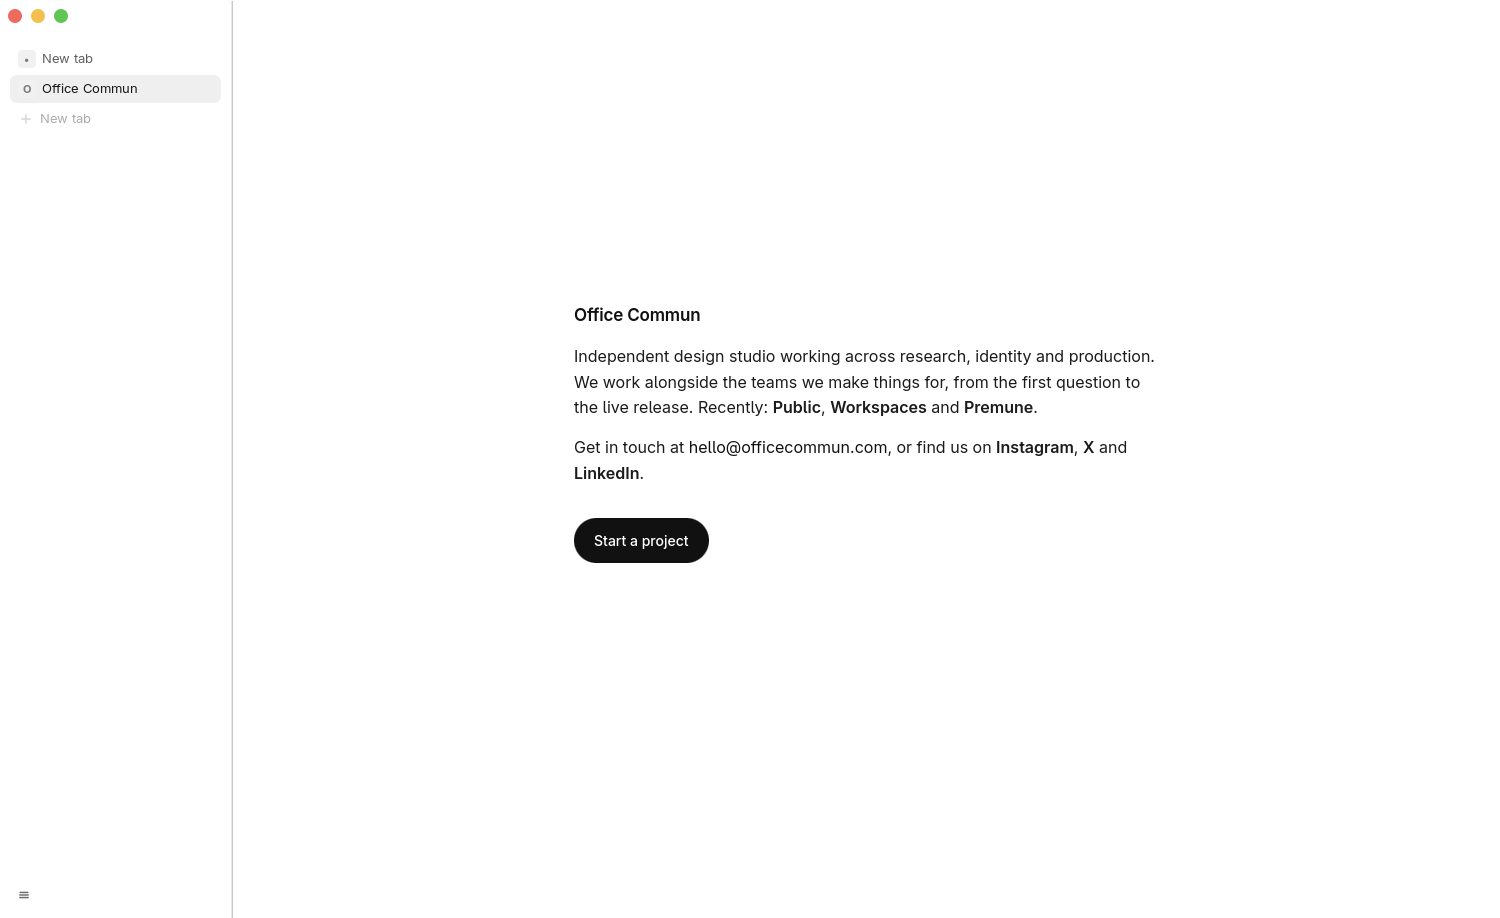 New tab
O Office Commun
+ New tab
Office Commun
Independent design studio working across research, identity and production.
We work alongside the teams we make things for, from the first question to
the live release. Recently: Public, Workspaces and Premune.
Get in touch at hello@officecommun.com, or find us on Instagram, X and
LinkedIn.
Start a project